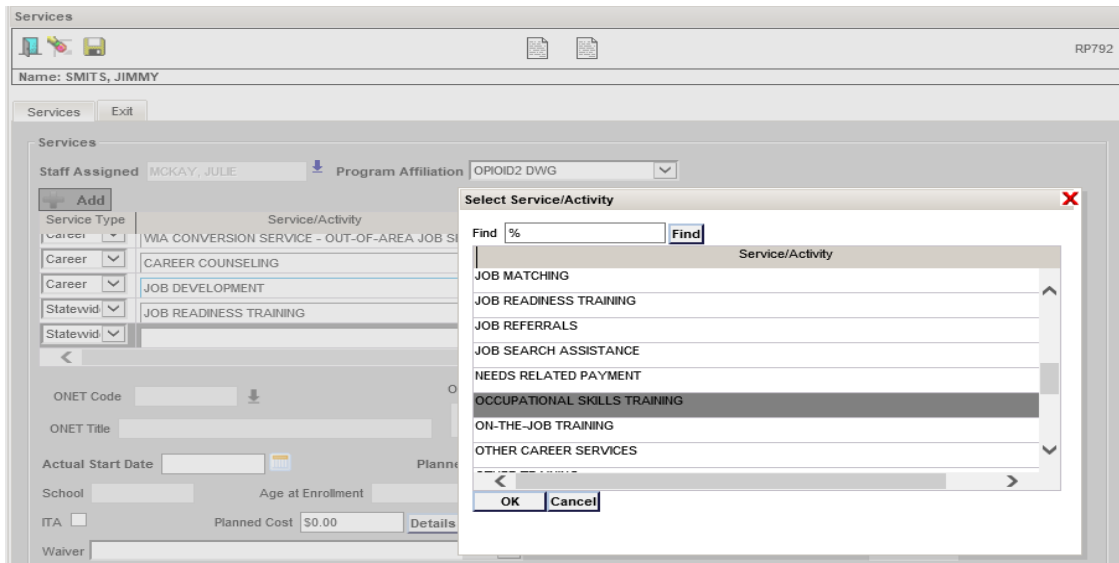 Services
RP792
Name: SMITS, JIMMY
Services Exit
Services
Staff Assigned MCKAY, JULIE Program Affiliation OPIOID2 DWG
Add
Service Type Service/Activity
Career WIA CONVERSION SERVICE - OUT-OF-AREA JOB
Career CAREER COUNSELING
Career JOB DEVELOPMENT
Statewid JOB READINESS TRAINING
Statewid
ONET Code
ONET Title
Actual Start Date Planne
School Age at Enrollment
ITA Planned Cost $0.00 Details
Waiver
Select Service/Activity
Find % Find
Service/Activity
JOB MATCHING
JOB READINESS TRAINING
JOB REFERRALS
JOB SEARCH ASSISTANCE
NEEDS RELATED PAYMENT
OCCUPATIONAL SKILLS TRAINING
ON-THE-JOB TRAINING
OTHER CAREER SERVICES
OK Cancel